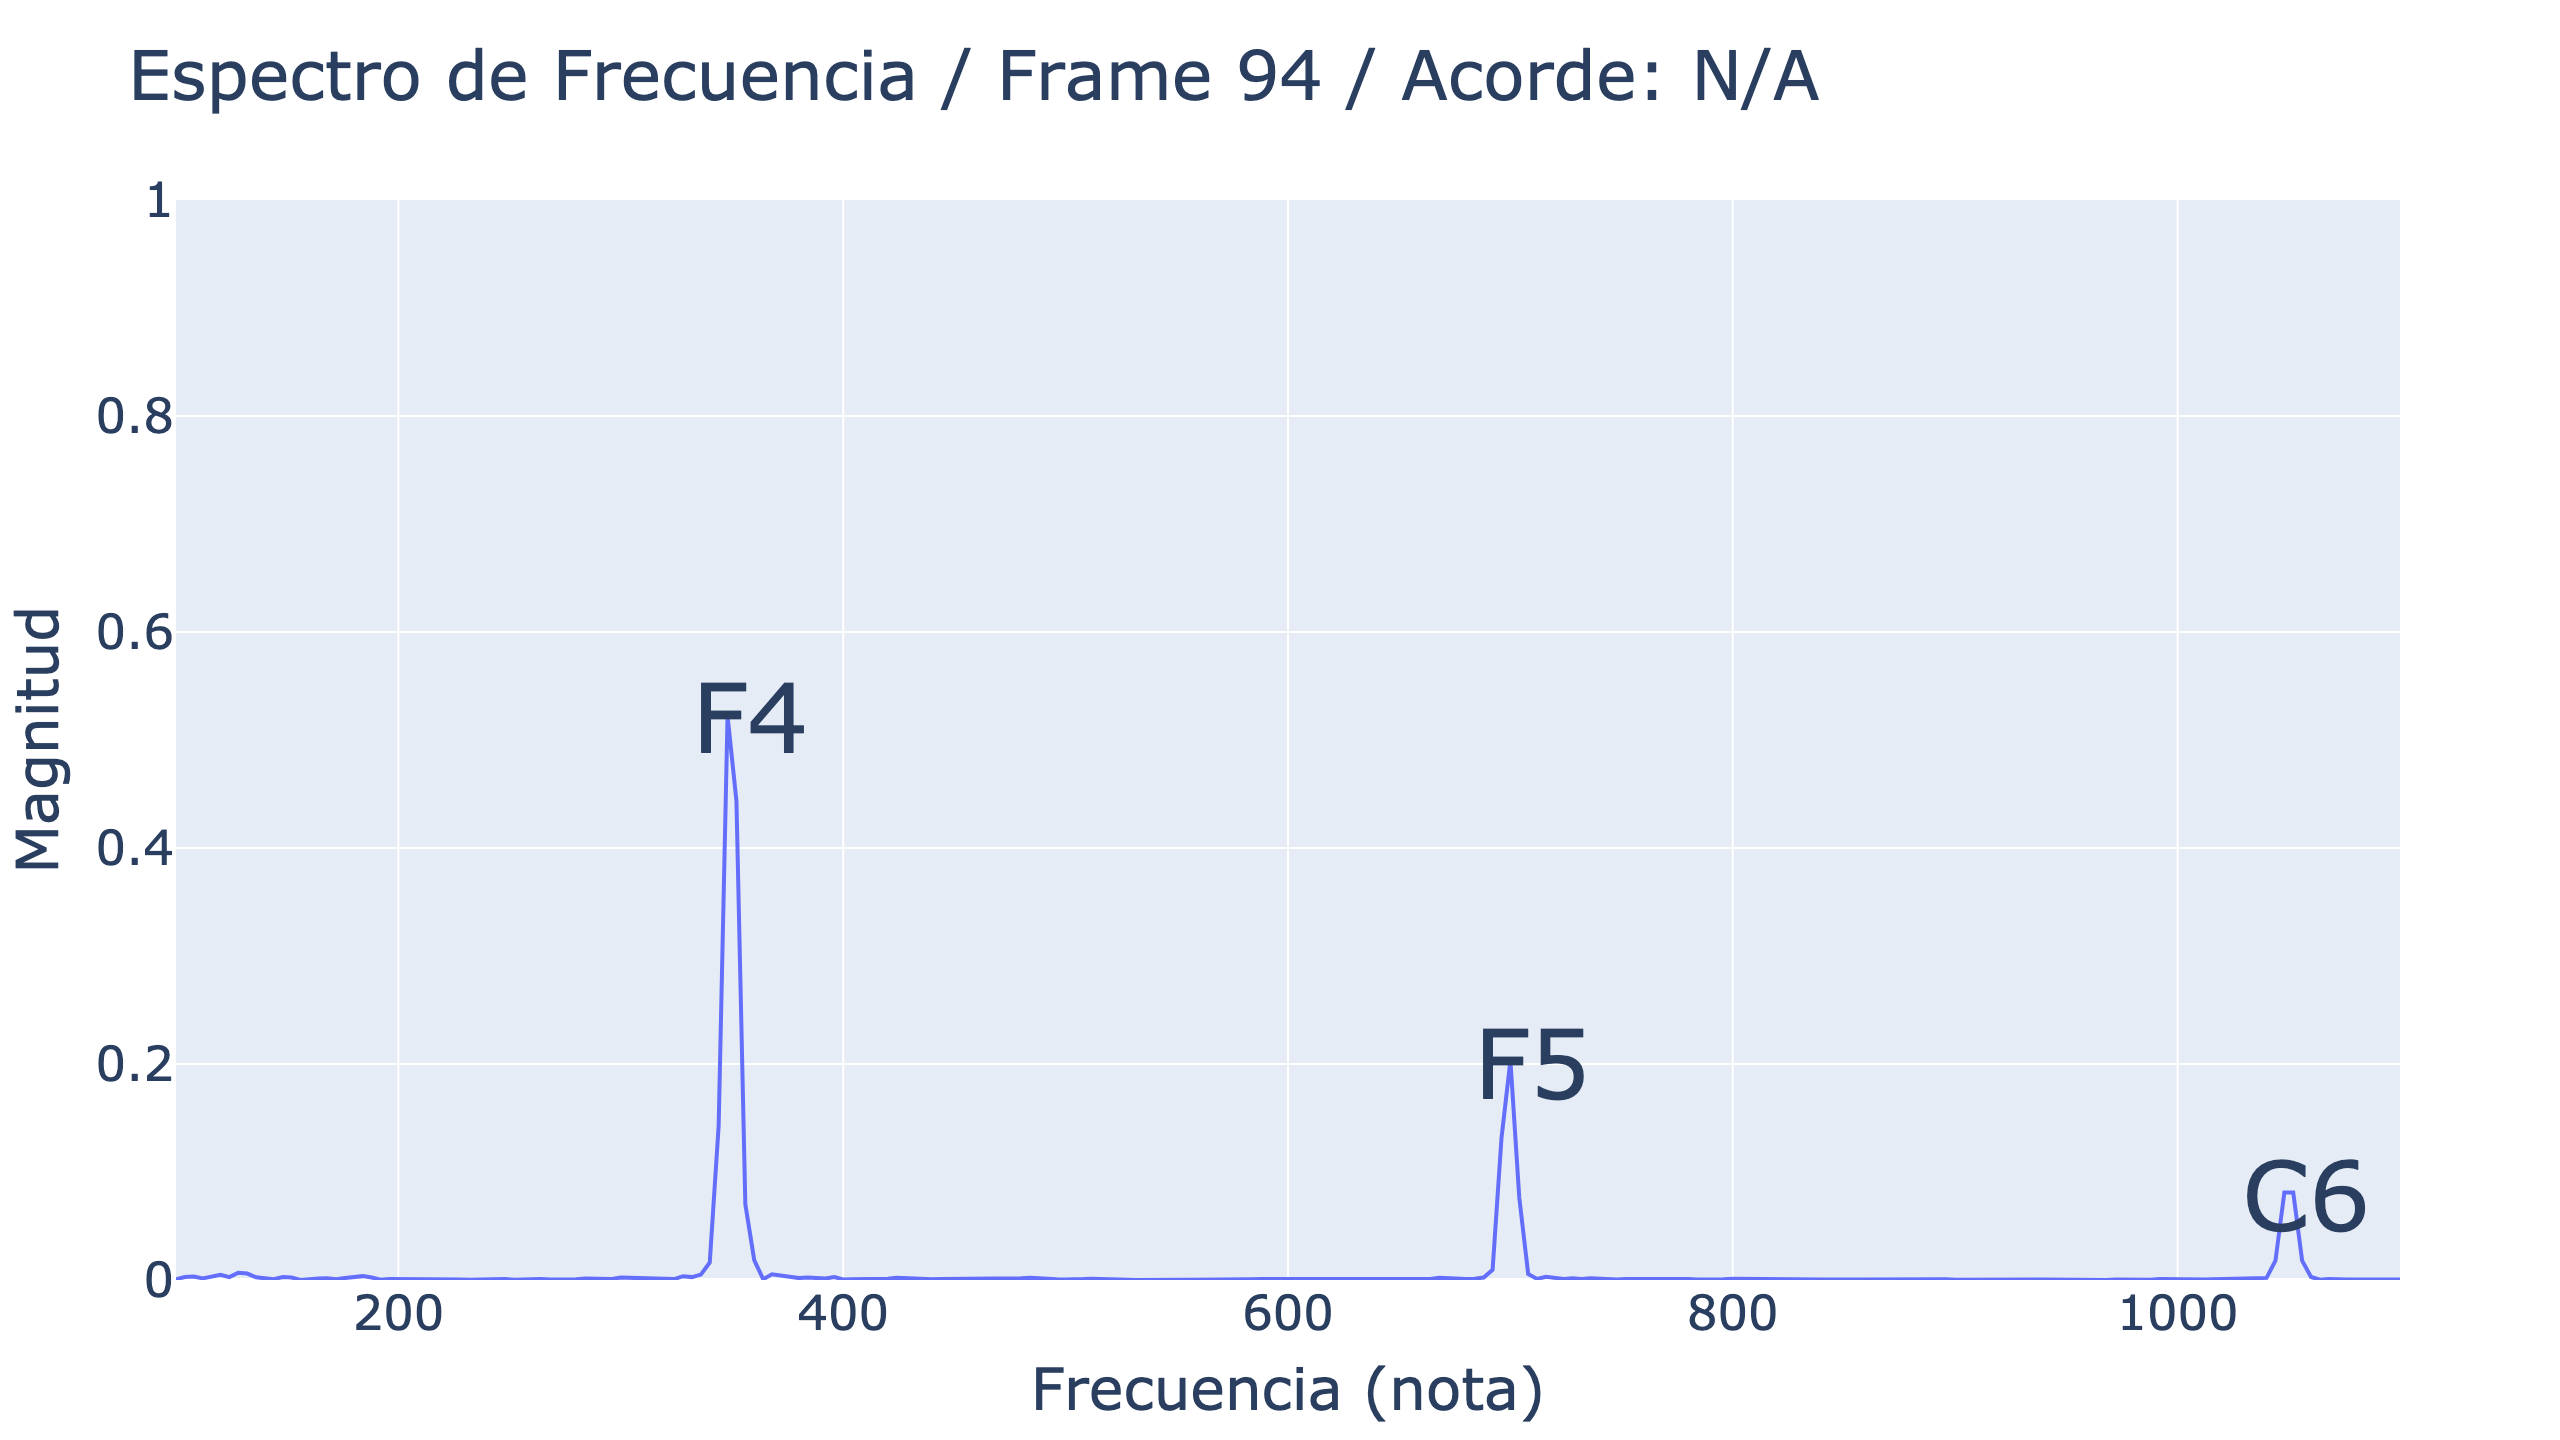 Espectro de Frecuencia / Frame 94 / Acorde: N/A
1
0.8
0.6
0.4
0.2
0
Magnitud
F4
F5
C6
200 400 600 800 1000
Frecuencia (nota)